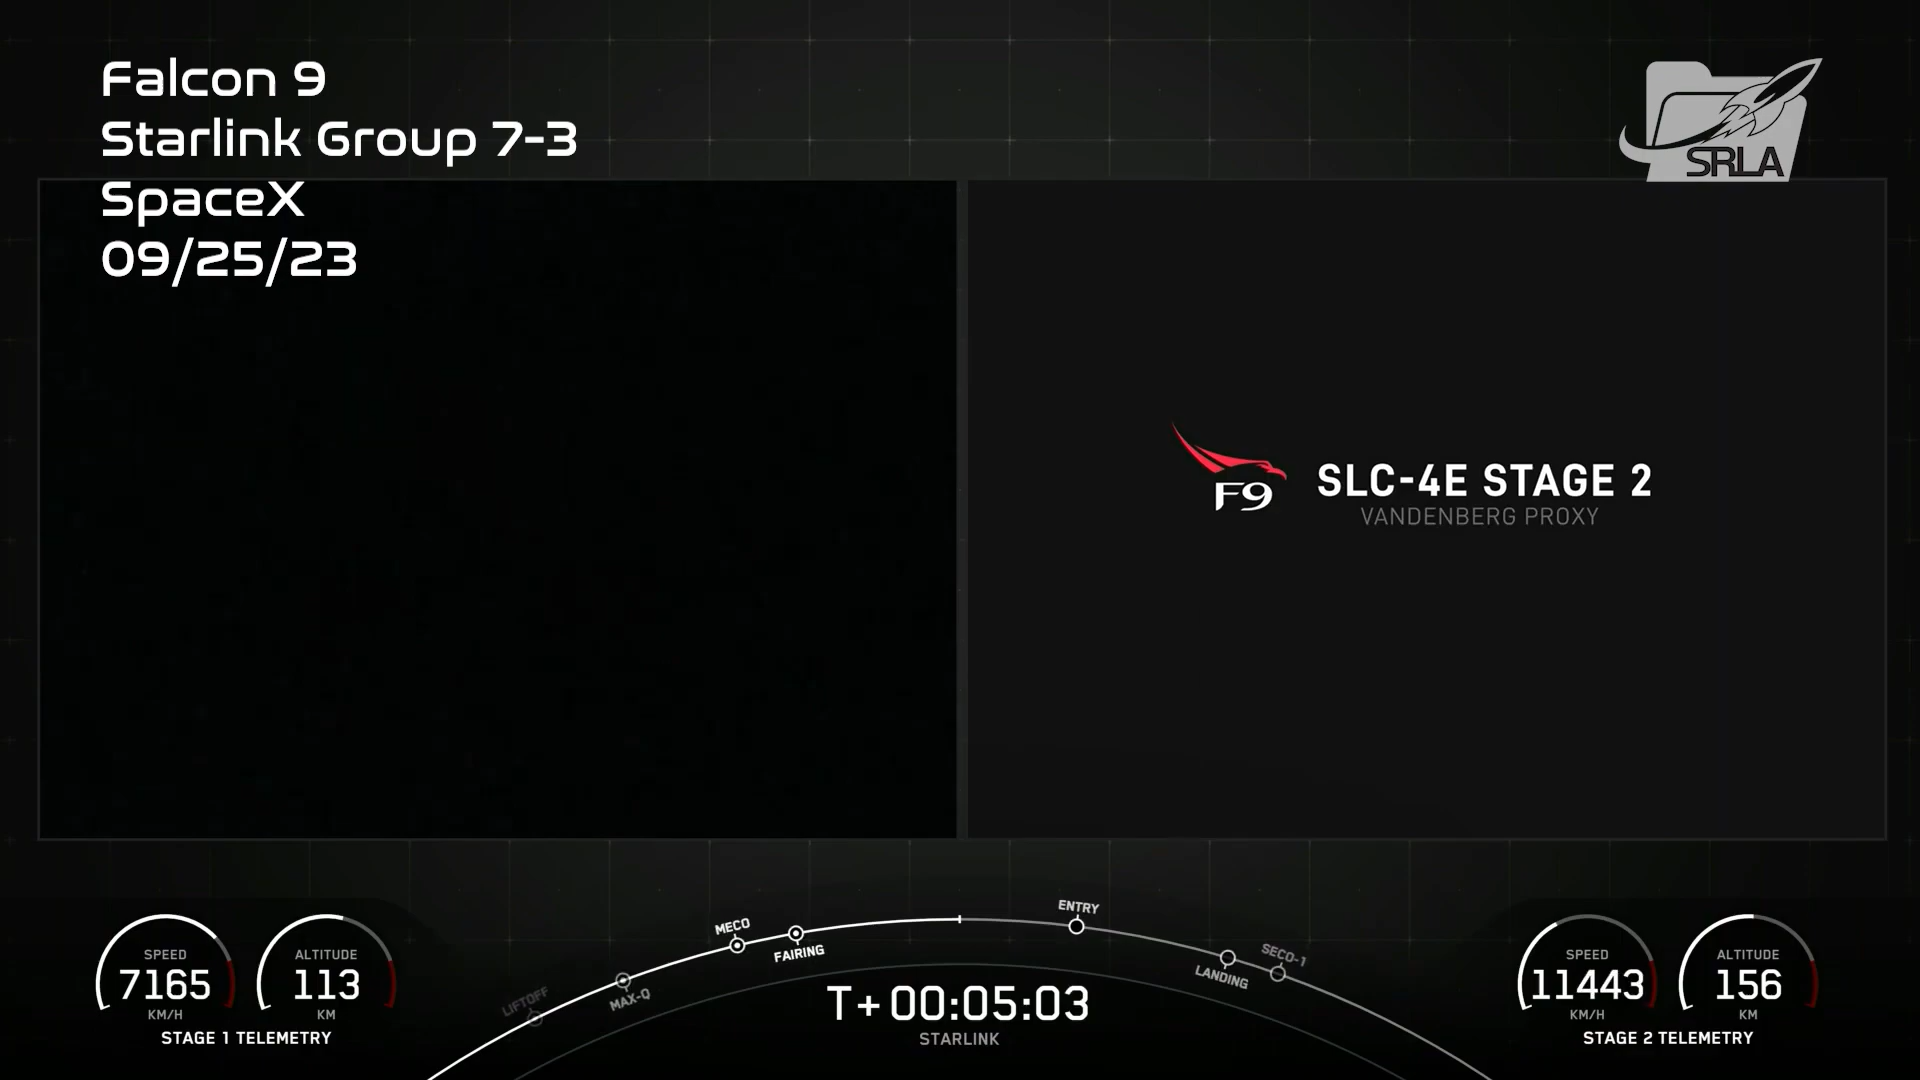 Falcon 9
Starlink Group 7-3
SpaceX
09/25/23
SRLA
F9
SLC-4E STAGE 2
VANDENBERG PROXY
SPEED
7165
KM/H
ALTITUDE
113
KM
STAGE 1 TELEMETRY
LIFTOFF
MAX-Q
MECO
FAIRING
ENTRY
LANDING
SECO-1
T+00:05:03
STARLINK
SPEED
11443
KM/H
ALTITUDE
156
KM
STAGE 2 TELEMETRY